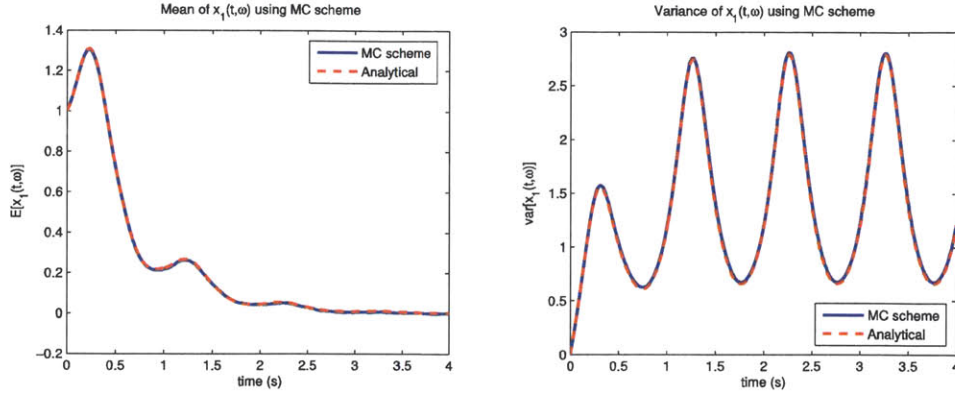 Mean of x₁(t,ω) using MC scheme
1.4
1.2
1
0.8
0.6
0.4
0.2
0
−0.2
E[x₁(t,ω)]
MC scheme
Analytical
0 0.5 1 1.5 2 2.5 3 3.5 4
time (s)
Variance of x₁(t,ω) using MC scheme
3
2.5
2
1.5
1
0.5
0
var[x₁(t,ω)]
MC scheme
Analytical
0 0.5 1 1.5 2 2.5 3 3.5 4
time (s)